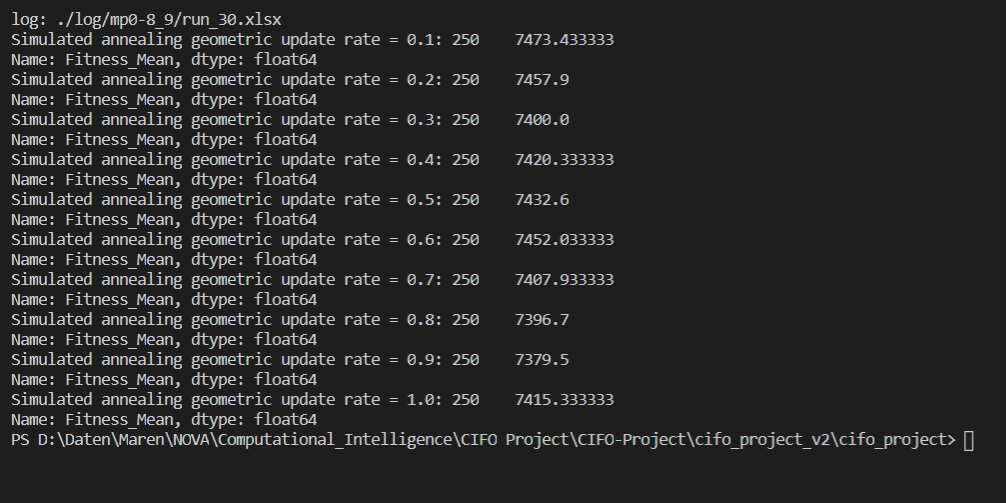 log: ./log/mp0-8_9/run_30.xlsx
Simulated annealing geometric update rate = 0.1: 250    7473.433333
Name: Fitness_Mean, dtype: float64
Simulated annealing geometric update rate = 0.2: 250    7457.9
Name: Fitness_Mean, dtype: float64
Simulated annealing geometric update rate = 0.3: 250    7400.0
Name: Fitness_Mean, dtype: float64
Simulated annealing geometric update rate = 0.4: 250    7420.333333
Name: Fitness_Mean, dtype: float64
Simulated annealing geometric update rate = 0.5: 250    7432.6
Name: Fitness_Mean, dtype: float64
Simulated annealing geometric update rate = 0.6: 250    7452.033333
Name: Fitness_Mean, dtype: float64
Simulated annealing geometric update rate = 0.7: 250    7407.933333
Name: Fitness_Mean, dtype: float64
Simulated annealing geometric update rate = 0.8: 250    7396.7
Name: Fitness_Mean, dtype: float64
Simulated annealing geometric update rate = 0.9: 250    7379.5
Name: Fitness_Mean, dtype: float64
Simulated annealing geometric update rate = 1.0: 250    7415.333333
Name: Fitness_Mean, dtype: float64
PS D:\Daten\Maren\NOVA\Computational_Intelligence\CIFO Project\CIFO-Project\cifo_project_v2\cifo_project>